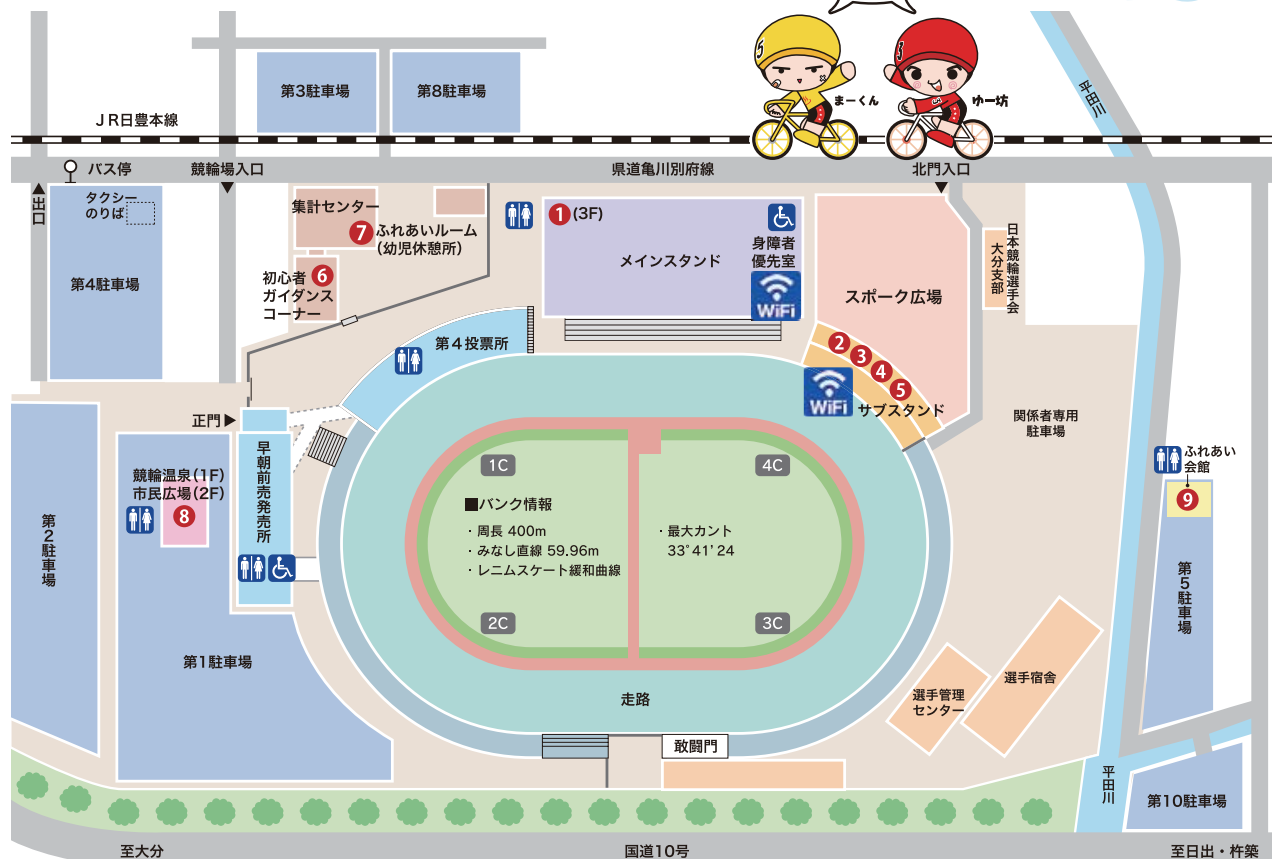 5
まーくん
3
ゆー坊
平田川
第3駐車場
第8駐車場
JR日豊本線
バス停
競輪場入口
県道亀川別府線
北門入口
出口
タクシー
のりば
第4駐車場
集計センター
7
ふれあいルーム
(幼児休憩所)
初心者
6
ガイダンス
コーナー
1
(3F)
メインスタンド
身障者
優先室
WiFi
スポーク広場
日本競輪選手会
大分支部
第4投票所
2
3
4
5
WiFi
サブスタンド
正門
関係者専用
駐車場
早朝前売発売所
競輪温泉(1F)
市民広場(2F)
8
第2駐車場
第1駐車場
1C
4C
■バンク情報
・周長 400m
・みなし直線 59.96m
・レニムスケート緩和曲線
・最大カント
33°41'24
2C
3C
走路
敢闘門
ふれあい
会館
9
第5駐車場
選手管理
センター
選手宿舎
平田川
第10駐車場
至大分
国道10号
至日出・杵築